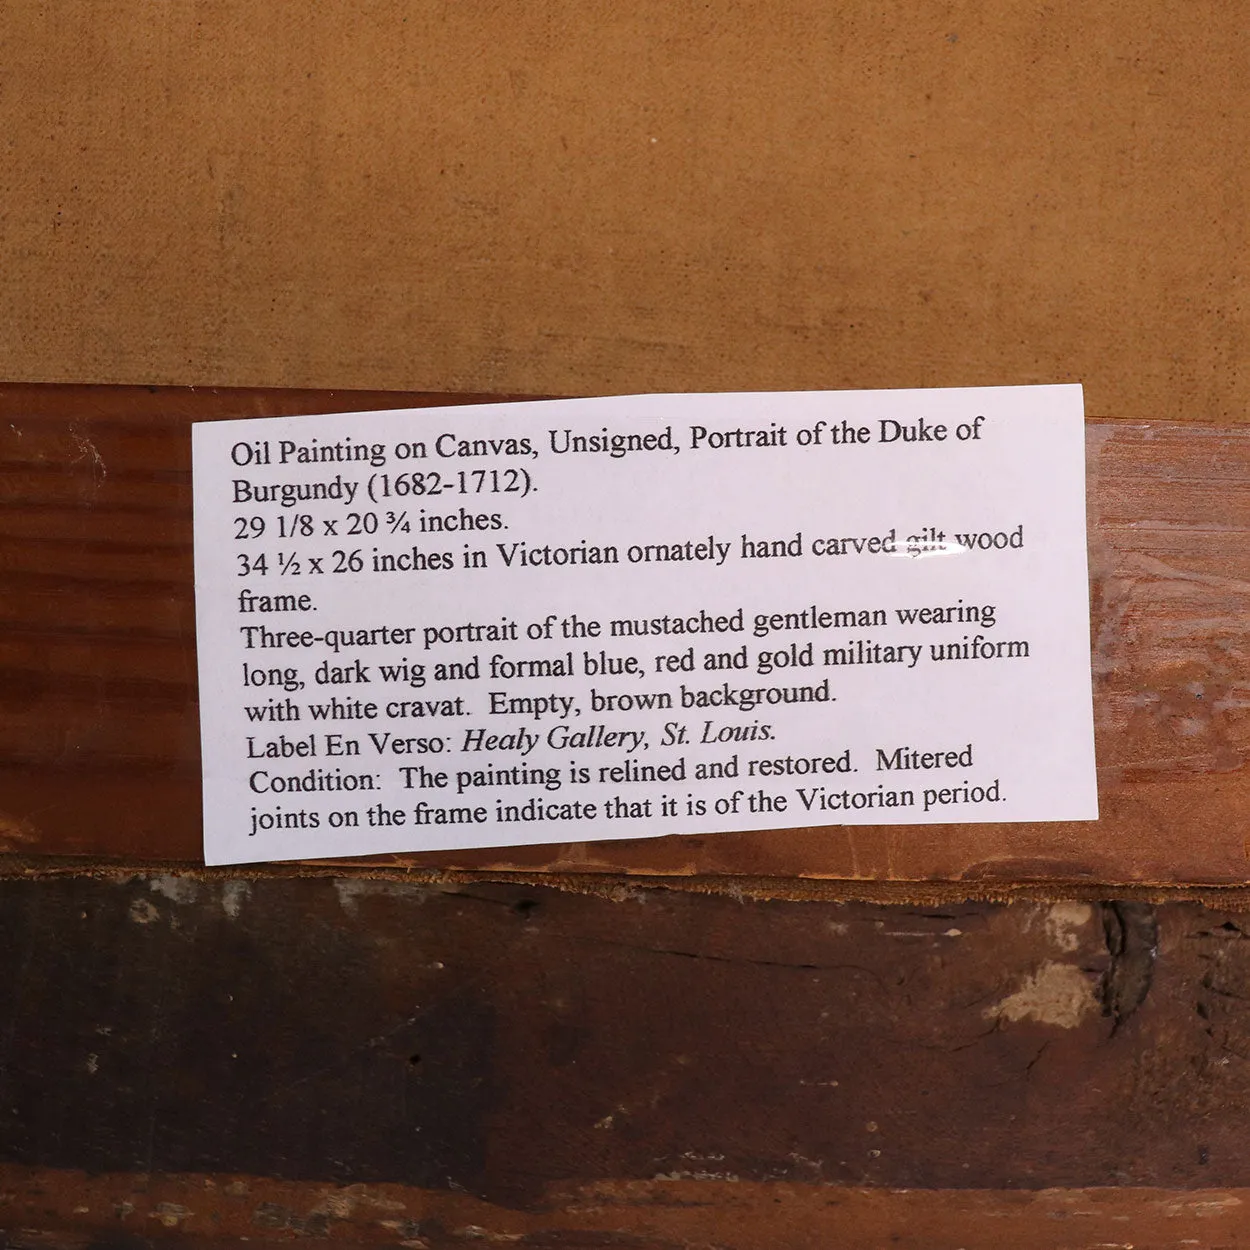 Oil Painting on Canvas, Unsigned, Portrait of the Duke of
Burgundy (1682-1712).
29 1/8 x 20 ¾ inches.
34 ½ x 26 inches in Victorian ornately hand carved gilt wood
frame.
Three-quarter portrait of the mustached gentleman wearing
long, dark wig and formal blue, red and gold military uniform
with white cravat.  Empty, brown background.
Label En Verso: Healy Gallery, St. Louis.
Condition:  The painting is relined and restored.  Mitered
joints on the frame indicate that it is of the Victorian period.